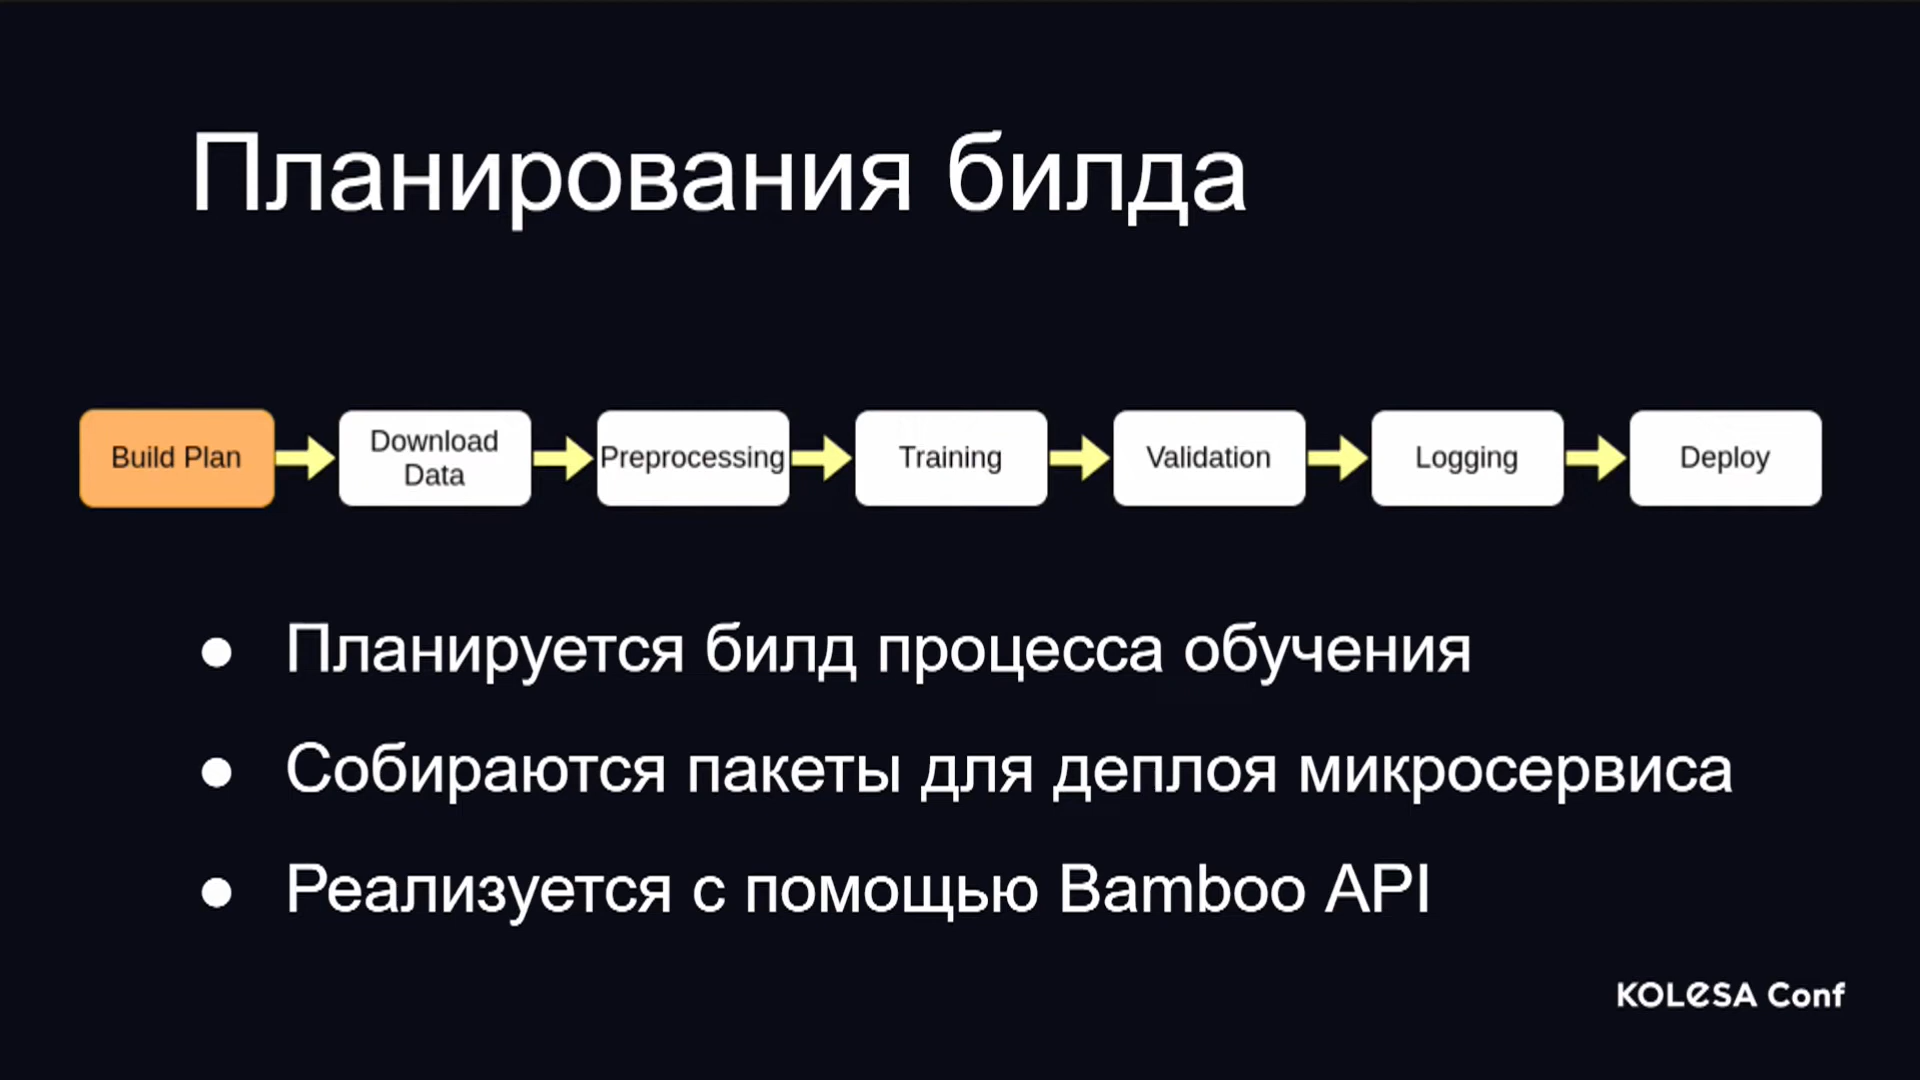 Планирования билда
Build Plan
Download
Data
Preprocessing
Training
Validation
Logging
Deploy
● Планируется билд процесса обучения
● Собираются пакеты для деплоя микросервиса
● Реализуется с помощью Bamboo API
KOLESA Conf